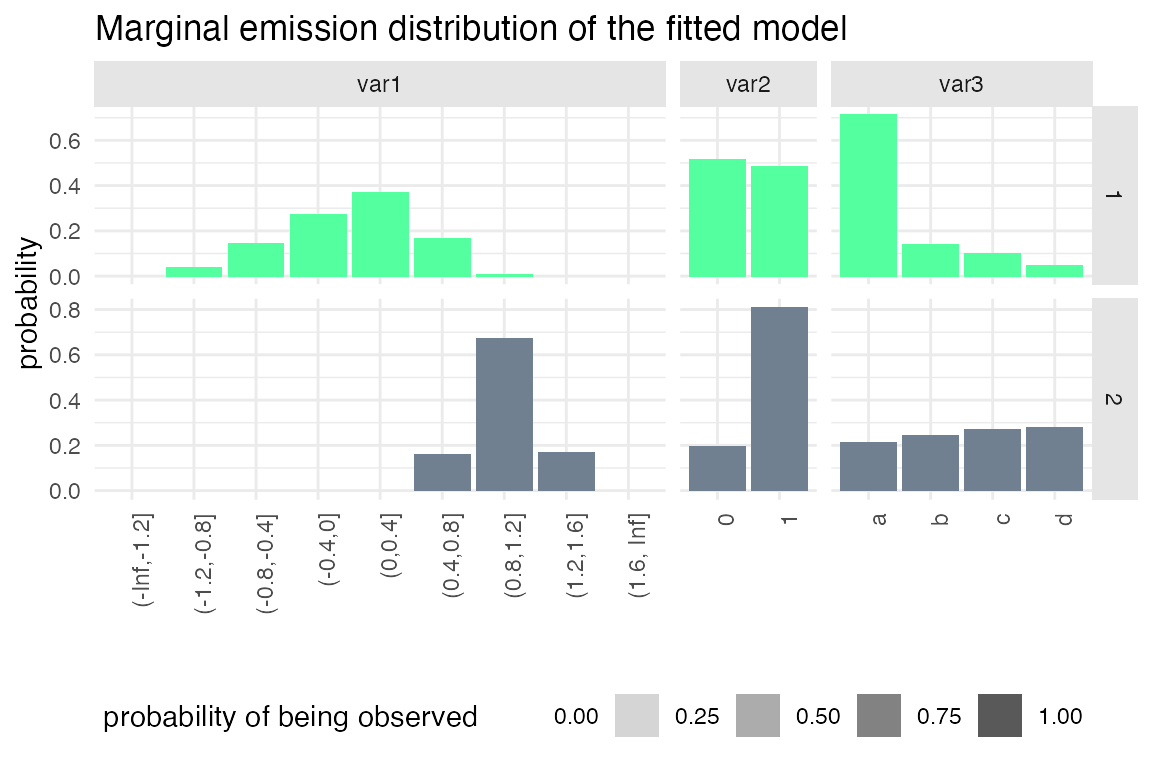 Marginal emission distribution of the fitted model
var1 var2 var3
probability
0.6
0.4
0.2
0.0
1
0.8
0.6
0.4
0.2
0.0
2
(-Inf,-1.2] (-1.2,-0.8] (-0.8,-0.4] (-0.4,0] (0,0.4] (0.4,0.8] (0.8,1.2] (1.2,1.6] (1.6, Inf] 0 1 a b c d
probability of being observed 0.00 0.25 0.50 0.75 1.00